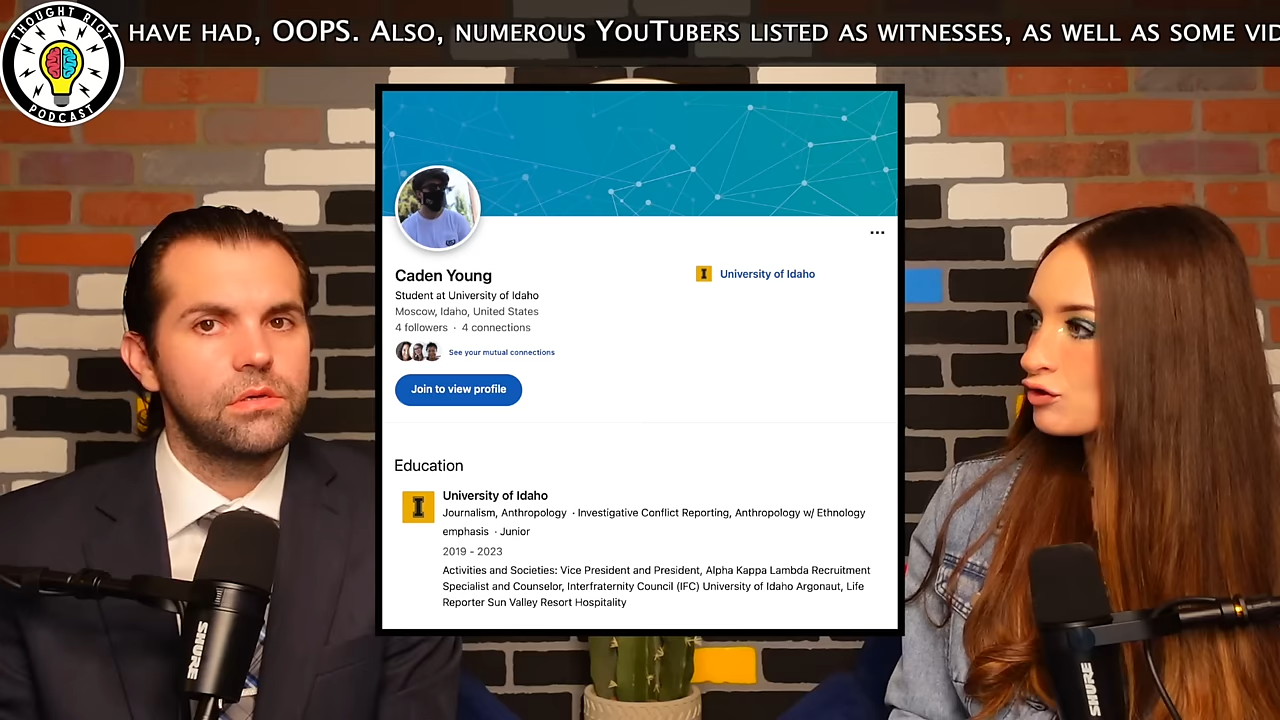 THOUGHT RIOT
PODCAST
HAVE HAD, OOPS. ALSO, NUMEROUS YOUTUBERS LISTED AS WITNESSES, AS WELL AS SOME VID
Caden Young
Student at University of Idaho
Moscow, Idaho, United States
4 followers · 4 connections
See your mutual connections
Join to view profile
I University of Idaho
Education
I University of Idaho
Journalism, Anthropology · Investigative Conflict Reporting, Anthropology w/ Ethnology
emphasis · Junior
2019 - 2023
Activities and Societies: Vice President and President, Alpha Kappa Lambda Recruitment
Specialist and Counselor, Interfraternity Council (IFC) University of Idaho Argonaut, Life
Reporter Sun Valley Resort Hospitality
SHURE
SHURE